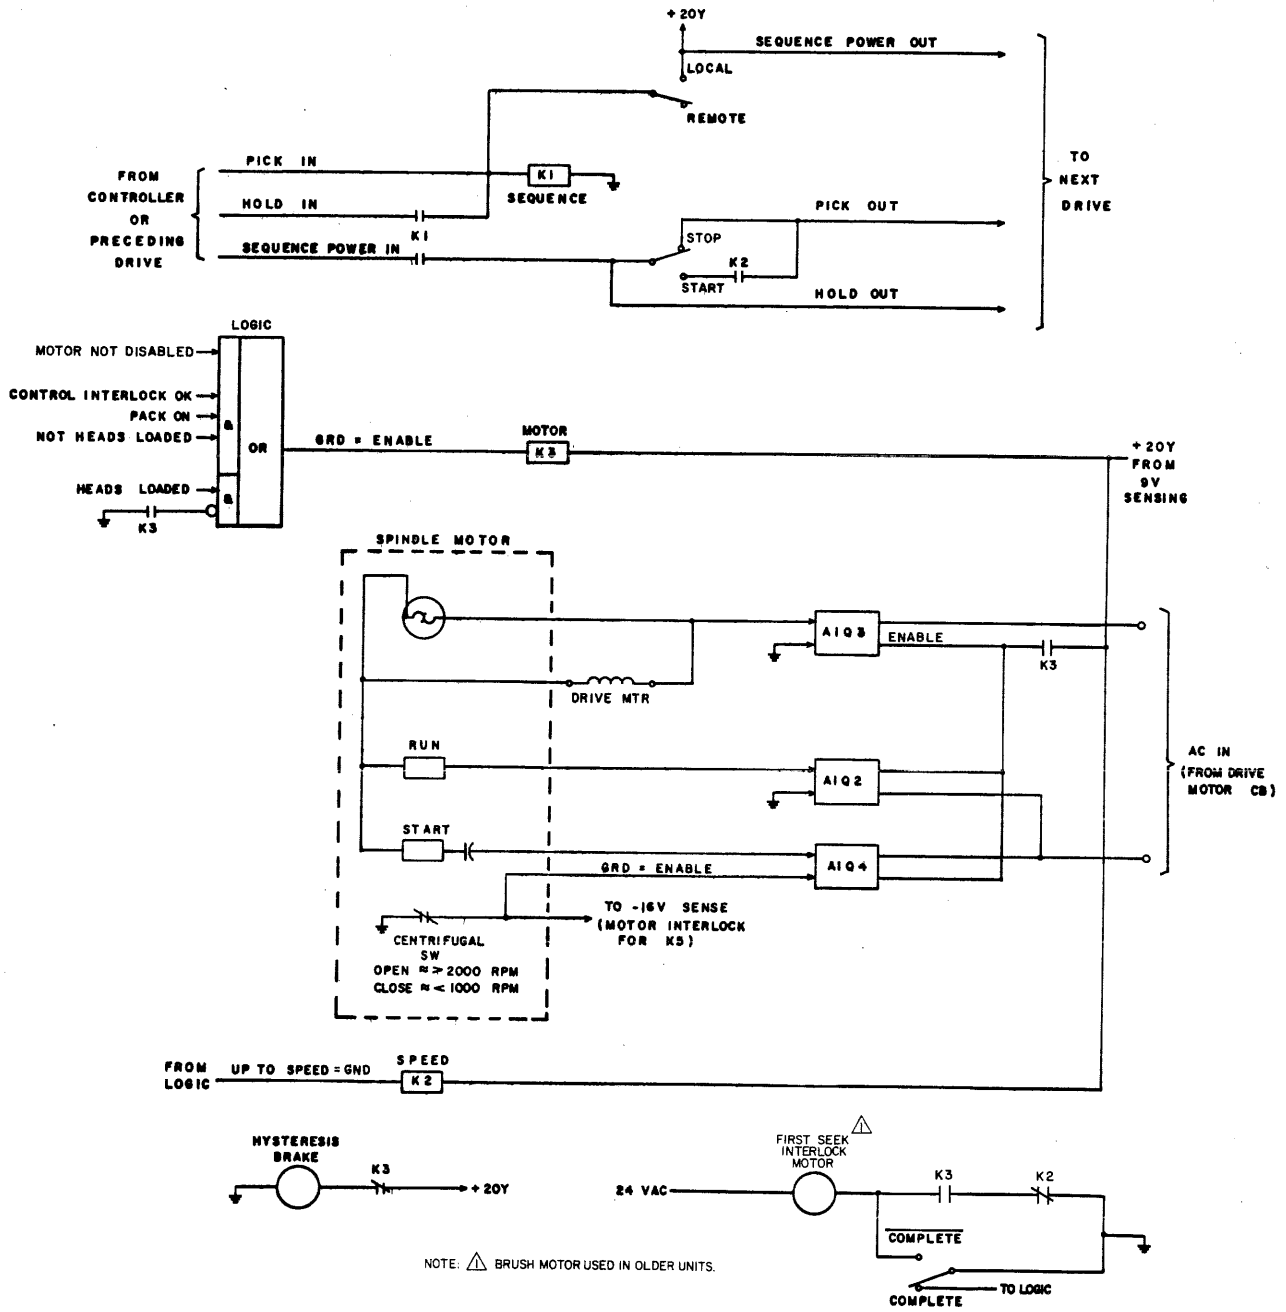 + 20Y
SEQUENCE POWER OUT
LOCAL
REMOTE
PICK IN
K1
SEQUENCE
FROM
CONTROLLER
OR
PRECEDING
DRIVE
HOLD IN
K1
SEQUENCE POWER IN
TO
NEXT
DRIVE
PICK OUT
STOP
K2
START
HOLD OUT
LOGIC
MOTOR NOT DISABLED
CONTROL INTERLOCK OK
PACK ON
&
NOT HEADS LOADED
OR
GRD = ENABLE
MOTOR
K3
+ 20Y
FROM
9V
SENSING
HEADS LOADED
&
K3
SPINDLE MOTOR
A1Q3
ENABLE
K3
DRIVE MTR
RUN
A1Q2
AC IN
(FROM DRIVE
MOTOR CB)
START
GRD = ENABLE
A1Q4
TO -16V SENSE
(MOTOR INTERLOCK
FOR K5)
CENTRIFUGAL
SW
OPEN ≈ > 2000 RPM
CLOSE ≈ < 1000 RPM
FROM
LOGIC
UP TO SPEED = GND
SPEED
K2
HYSTERESIS
BRAKE
K3
+ 20Y
FIRST SEEK
INTERLOCK
MOTOR
1
24 VAC
K3
K2
COMPLETE
TO LOGIC
COMPLETE
NOTE: 1 BRUSH MOTOR USED IN OLDER UNITS.